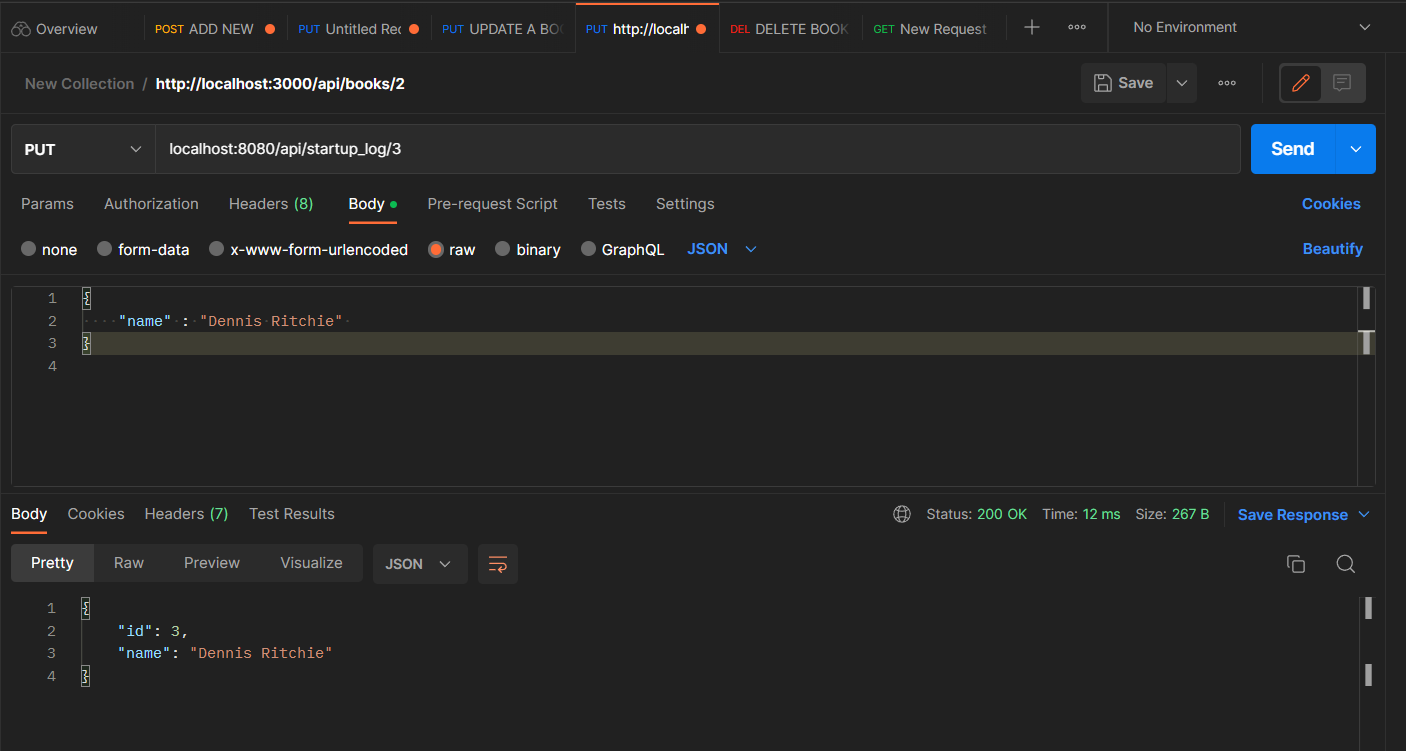 Overview POST ADD NEW PUT Untitled Rec PUT UPDATE A BOO PUT http://localh DEL DELETE BOOK GET New Request No Environment
New Collection / http://localhost:3000/api/books/2 Save
PUT localhost:8080/api/startup_log/3 Send
Params Authorization Headers (8) Body Pre-request Script Tests Settings Cookies
none form-data x-www-form-urlencoded raw binary GraphQL JSON Beautify
1 {
2 "name" : "Dennis Ritchie"
3 }
4
Body Cookies Headers (7) Test Results Status: 200 OK Time: 12 ms Size: 267 B Save Response
Pretty Raw Preview Visualize JSON
1 {
2 "id": 3,
3 "name": "Dennis Ritchie"
4 }